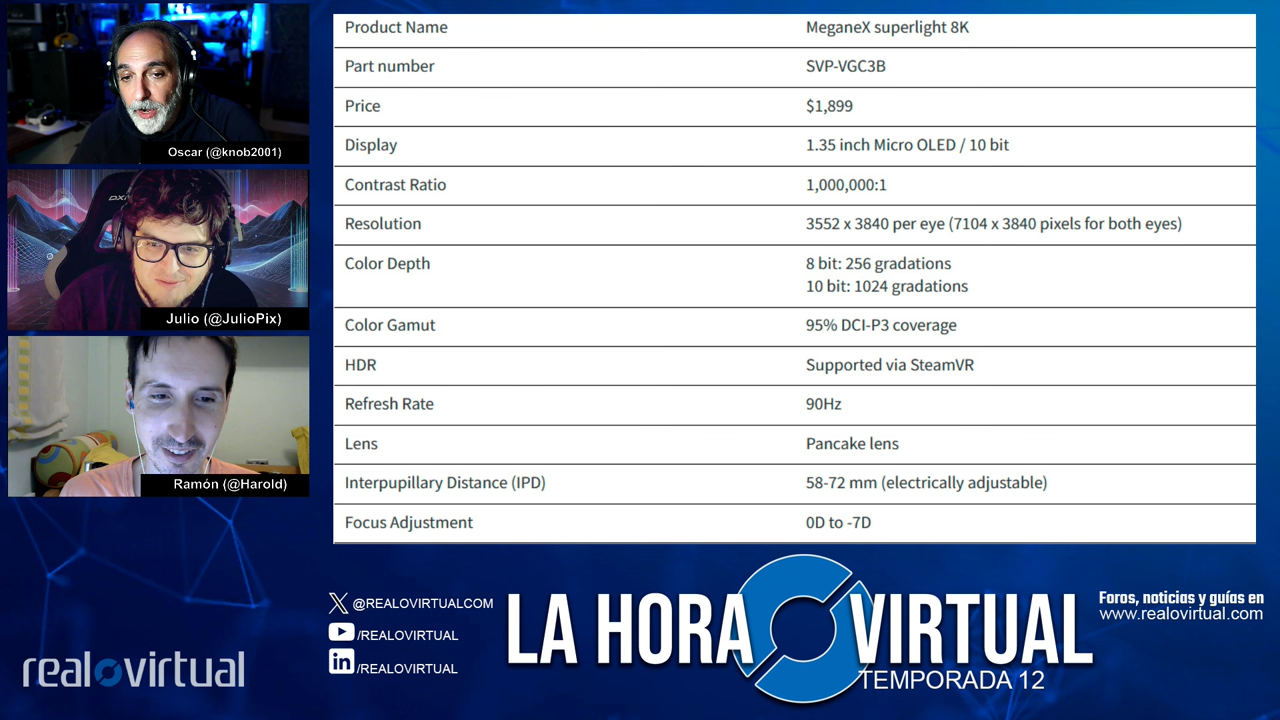 Oscar (@knob2001)
Julio (@JulioPix)
Ramón (@Harold)
Product Name MeganeX superlight 8K
Part number SVP-VGC3B
Price $1,899
Display 1.35 inch Micro OLED / 10 bit
Contrast Ratio 1,000,000:1
Resolution 3552 x 3840 per eye (7104 x 3840 pixels for both eyes)
Color Depth 8 bit: 256 gradations
10 bit: 1024 gradations
Color Gamut 95% DCI-P3 coverage
HDR Supported via SteamVR
Refresh Rate 90Hz
Lens Pancake lens
Interpupillary Distance (IPD) 58-72 mm (electrically adjustable)
Focus Adjustment 0D to -7D
realovirtual
@REALOVIRTUALCOM
/REALOVIRTUAL
/REALOVIRTUAL
LA HORA VIRTUAL
TEMPORADA 12
Foros, noticias y guías en
www.realovirtual.com